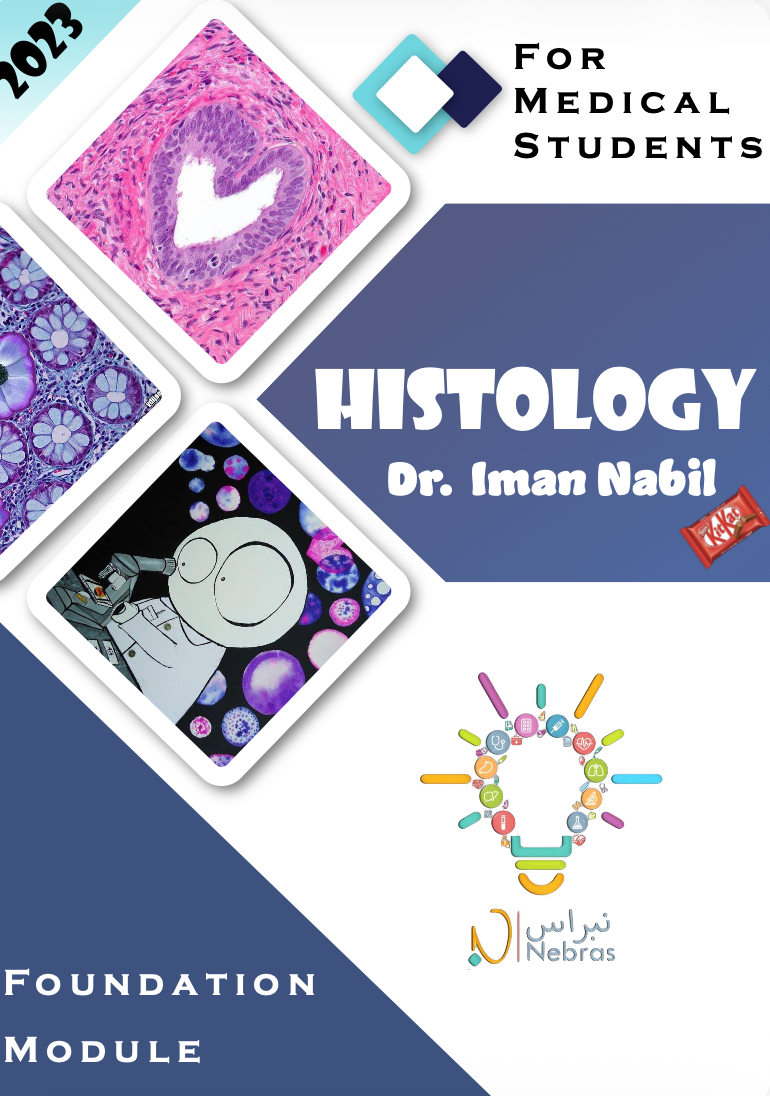 2023
FOR
MEDICAL
STUDENTS
HISTOLOGY
Dr. Iman Nabil
KitKat
نبراس
Nebras
FOUNDATION
MODULE